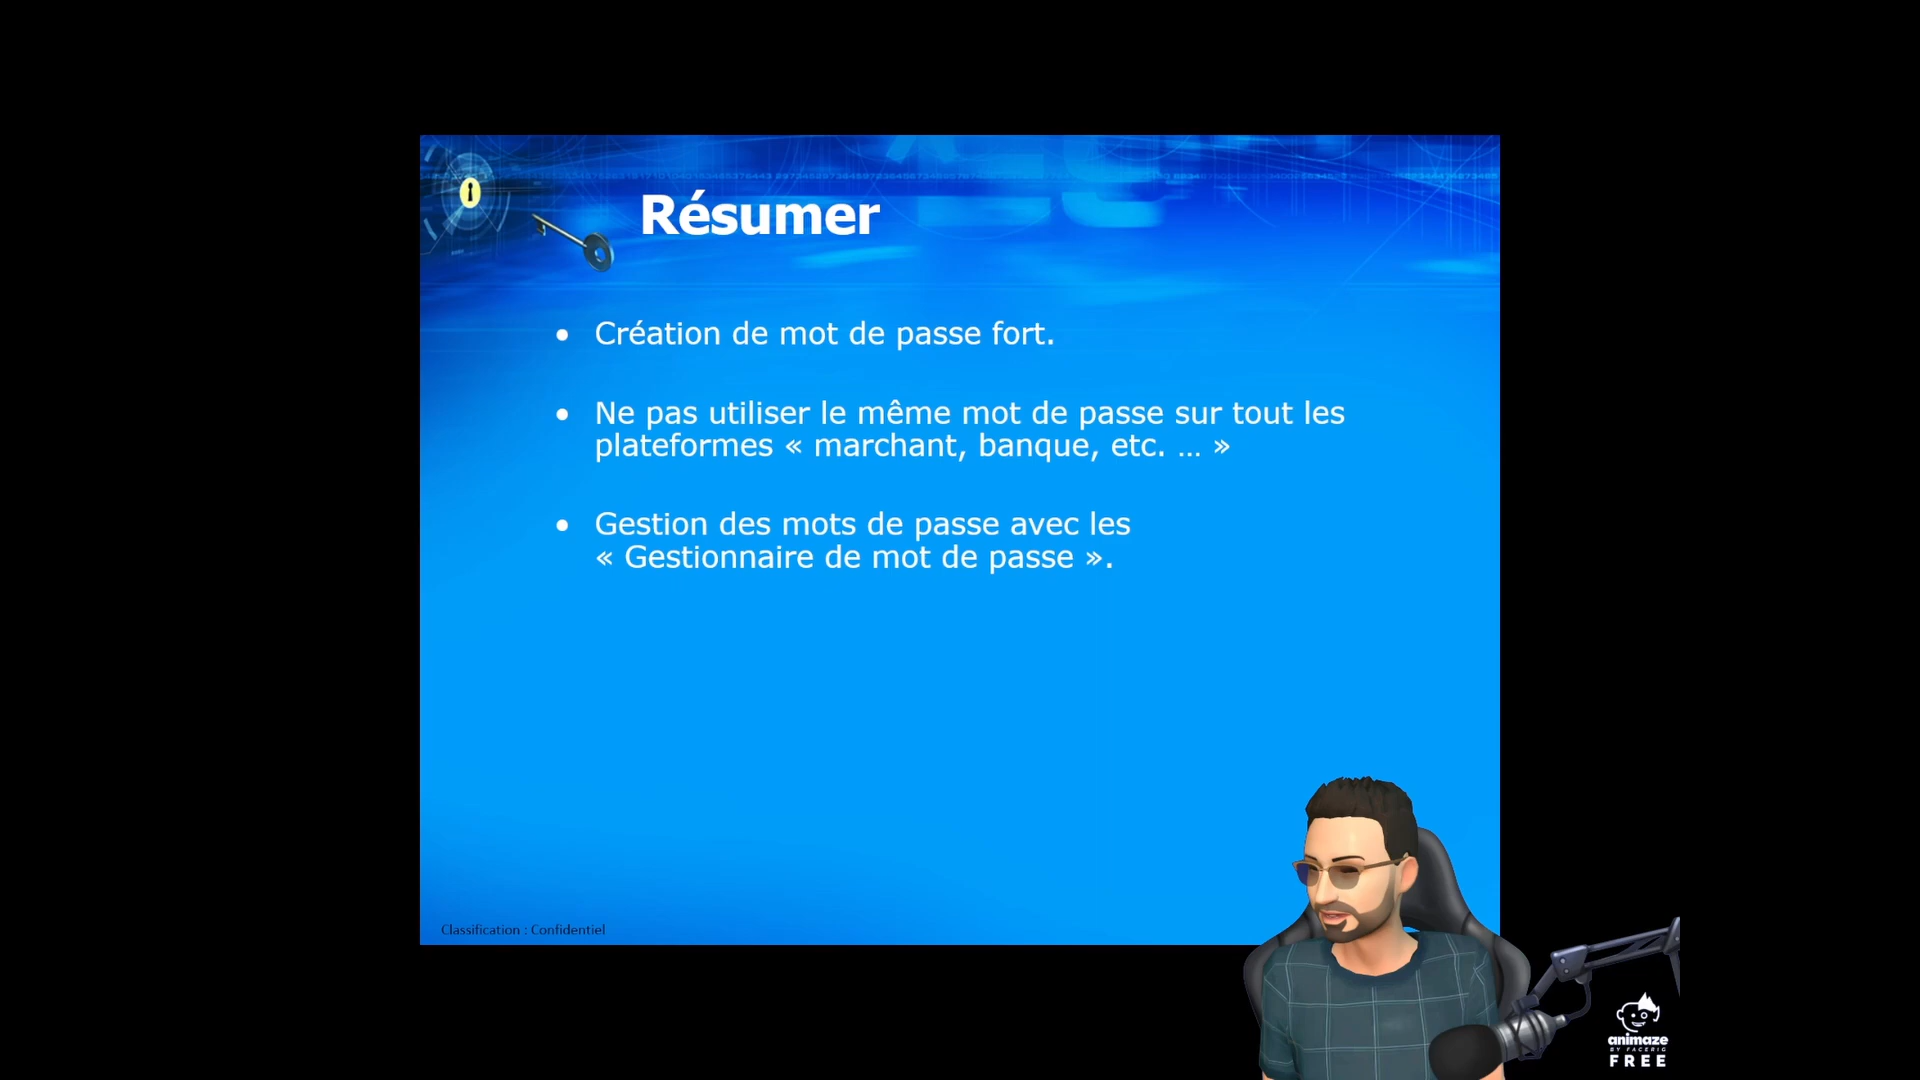 Résumer
• Création de mot de passe fort.
• Ne pas utiliser le même mot de passe sur tout les
plateformes « marchant, banque, etc. ... »
• Gestion des mots de passe avec les
« Gestionnaire de mot de passe ».
Classification : Confidentiel
animaze
BY FACERIG
FREE